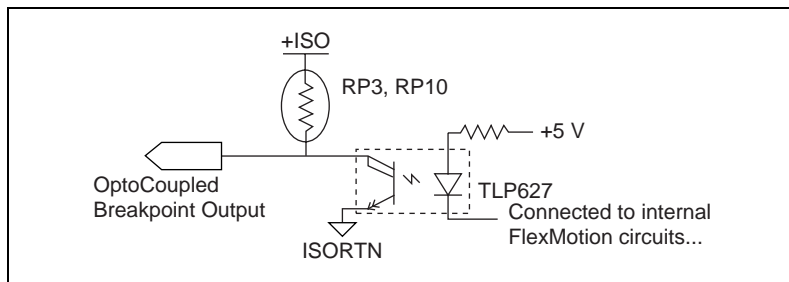 +ISO
RP3, RP10
+5 V
OptoCoupled
Breakpoint Output
TLP627
Connected to internal
FlexMotion circuits...
ISORTN